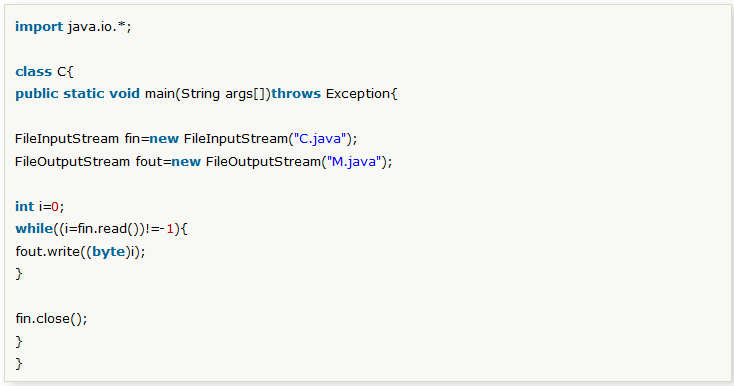 import java.io.*;
class C{
public static void main(String args[])throws Exception{
FileInputStream fin=new FileInputStream("C.java");
FileOutputStream fout=new FileOutputStream("M.java");
int i=0;
while((i=fin.read())!=-1){
fout.write((byte)i);
}
fin.close();
}
}